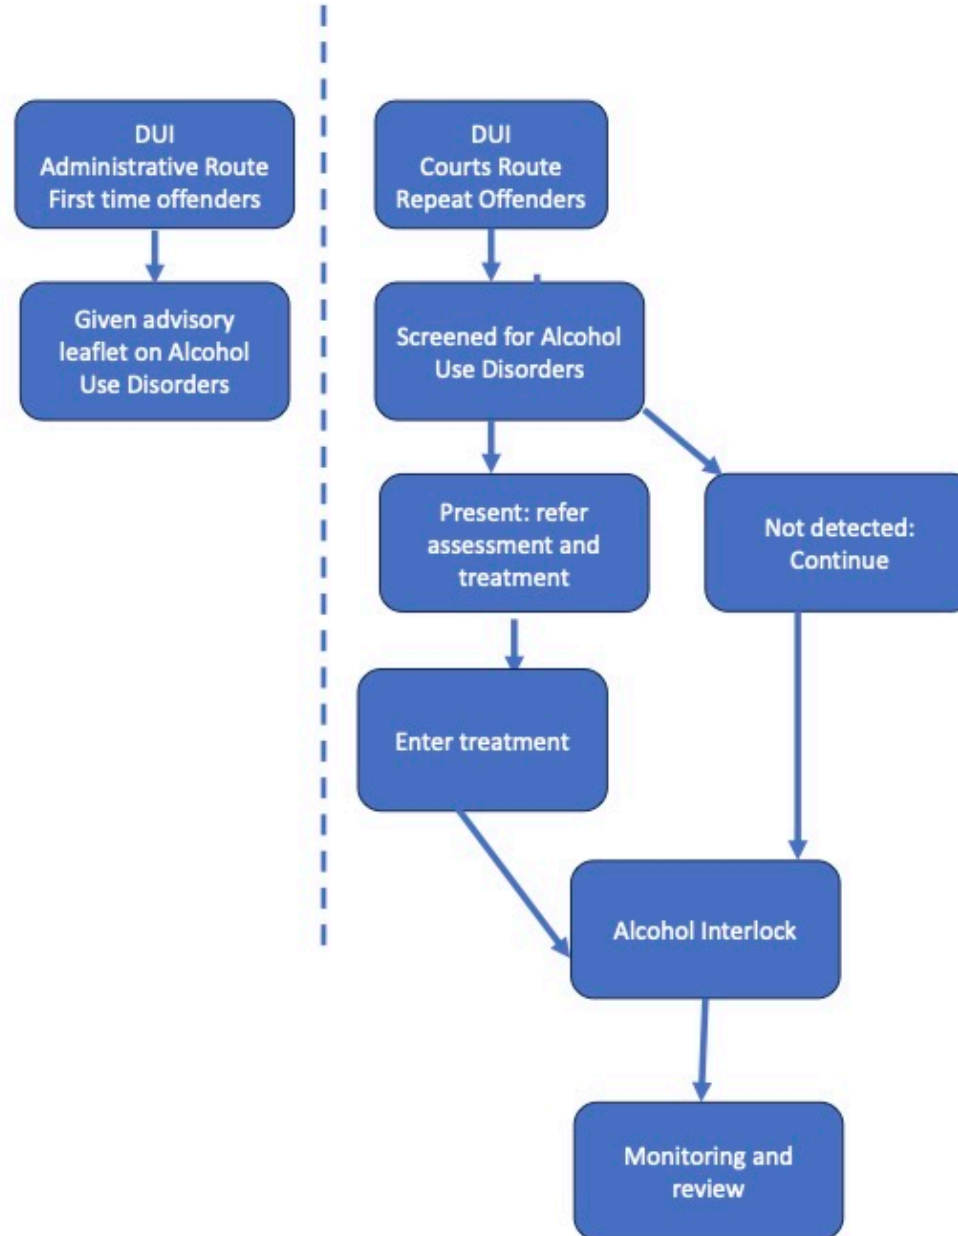 DUI
Administrative Route
First time offenders
Given advisory
leaflet on Alcohol
Use Disorders
DUI
Courts Route
Repeat Offenders
Screened for Alcohol
Use Disorders
Present: refer
assessment and
treatment
Not detected:
Continue
Enter treatment
Alcohol Interlock
Monitoring and
review